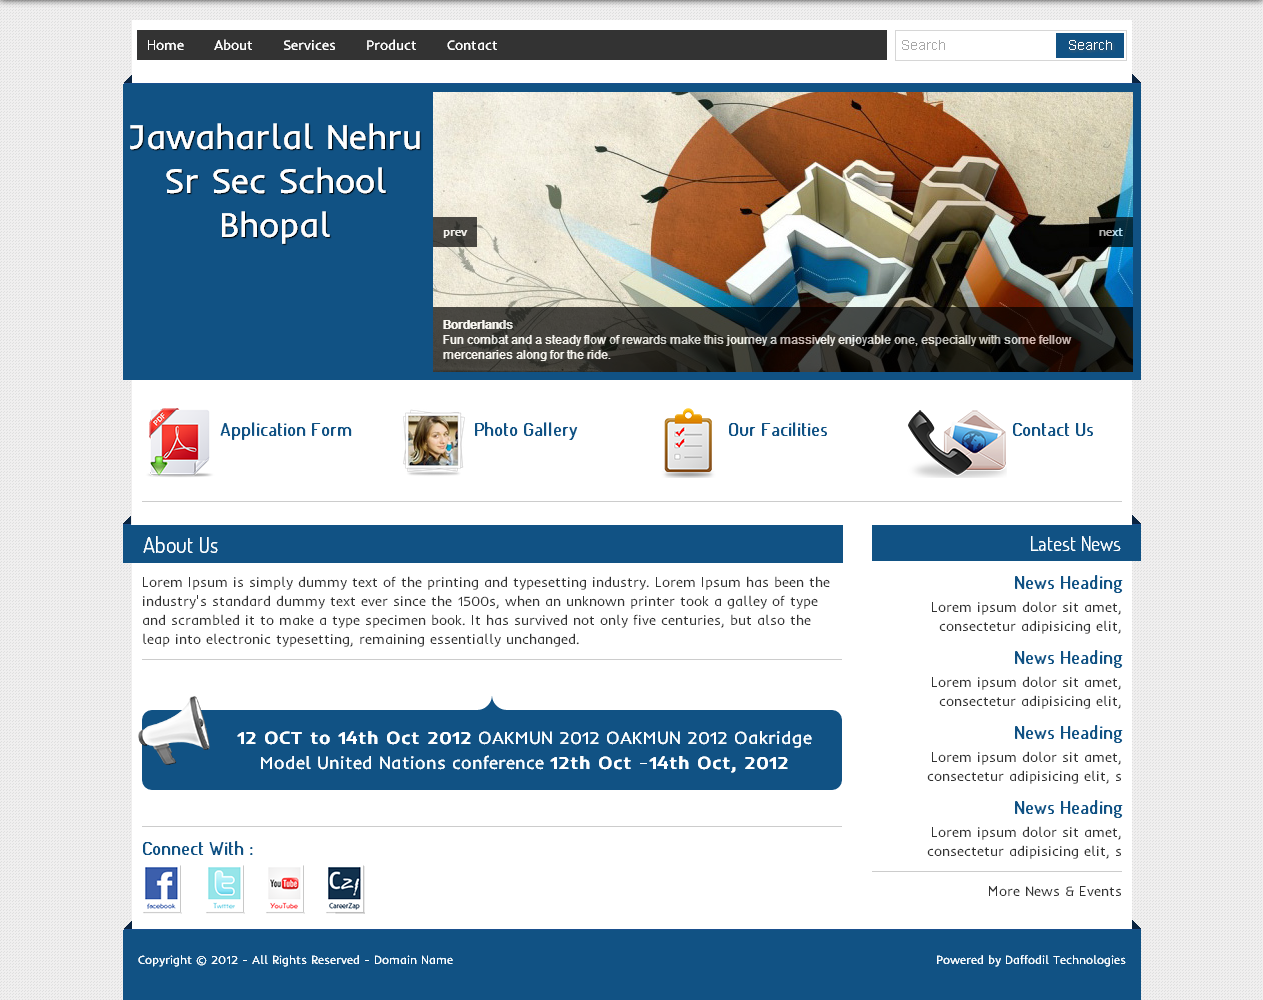 Home About Services Product Contact
Search Search
Jawaharlal Nehru
Sr Sec School
Bhopal
prev
next
Borderlands
Fun combat and a steady flow of rewards make this journey a massively enjoyable one, especially with some fellow
mercenaries along for the ride.
PDF
Application Form
Photo Gallery
Our Facilities
Contact Us
About Us
Lorem Ipsum is simply dummy text of the printing and typesetting industry. Lorem Ipsum has been the
industry's standard dummy text ever since the 1500s, when an unknown printer took a galley of type
and scrambled it to make a type specimen book. It has survived not only five centuries, but also the
leap into electronic typesetting, remaining essentially unchanged.
12 OCT to 14th Oct 2012 OAKMUN 2012 OAKMUN 2012 Oakridge
Model United Nations conference 12th Oct -14th Oct, 2012
Connect With :
f
facebook
t
Twitter
YouTube
YouTube
Cz!
CareerZap
Latest News
News Heading
Lorem ipsum dolor sit amet,
consectetur adipisicing elit,
News Heading
Lorem ipsum dolor sit amet,
consectetur adipisicing elit,
News Heading
Lorem ipsum dolor sit amet,
consectetur adipisicing elit, s
News Heading
Lorem ipsum dolor sit amet,
consectetur adipisicing elit, s
More News & Events
Copyright © 2012 - All Rights Reserved - Domain Name
Powered by Daffodil Technologies